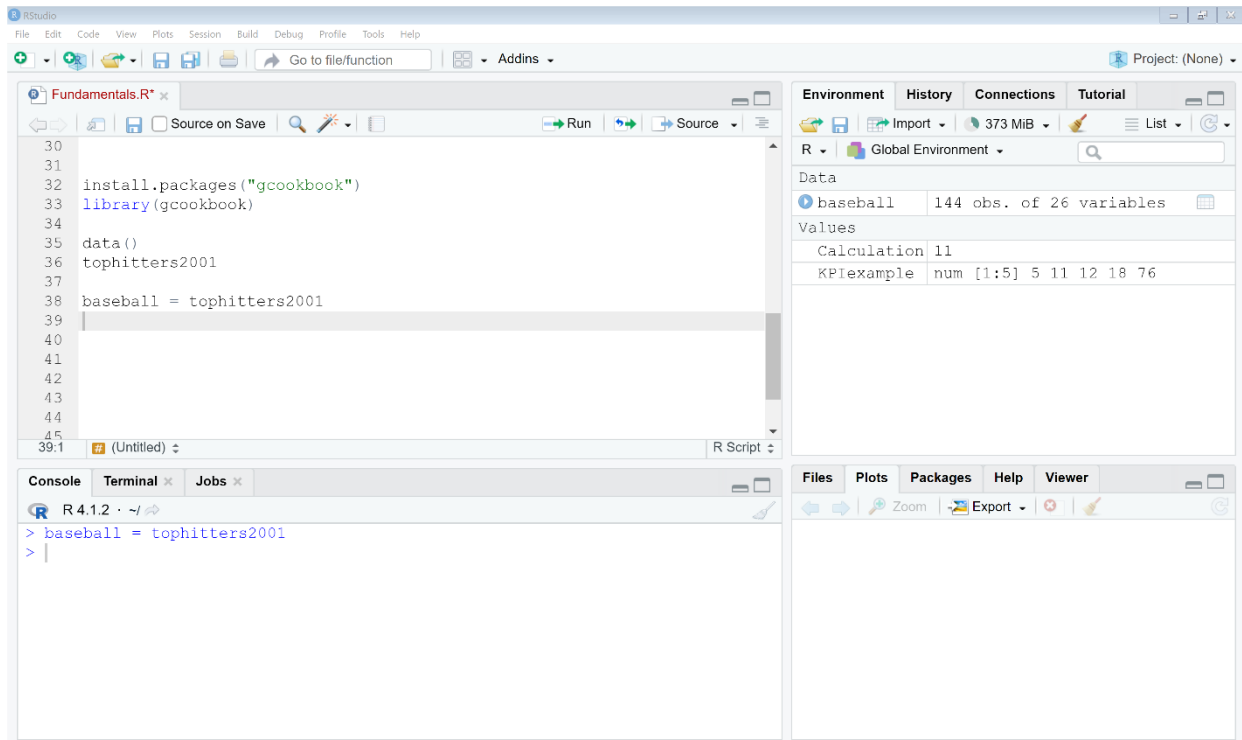 RStudio
File Edit Code View Plots Session Build Debug Profile Tools Help
Go to file/function Addins Project: (None)
Fundamentals.R*
Source on Save Run Source
30
31
32 install.packages("gcookbook")
33 library(gcookbook)
34
35 data()
36 tophitters2001
37
38 baseball = tophitters2001
39
40
41
42
43
44
45
39:1 # (Untitled) R Script
Console Terminal Jobs
R 4.1.2 · ~/
> baseball = tophitters2001
>
Environment History Connections Tutorial
Import 373 MiB List
R Global Environment
Data
baseball 144 obs. of 26 variables
Values
Calculation 11
KPIexample num [1:5] 5 11 12 18 76
Files Plots Packages Help Viewer
Zoom Export